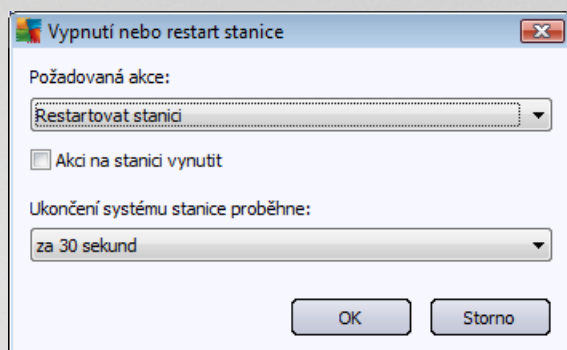 Vypnutí nebo restart stanice
Požadovaná akce:
Restartovat stanici
Akci na stanici vynutit
Ukončení systému stanice proběhne:
za 30 sekund
OK Storno